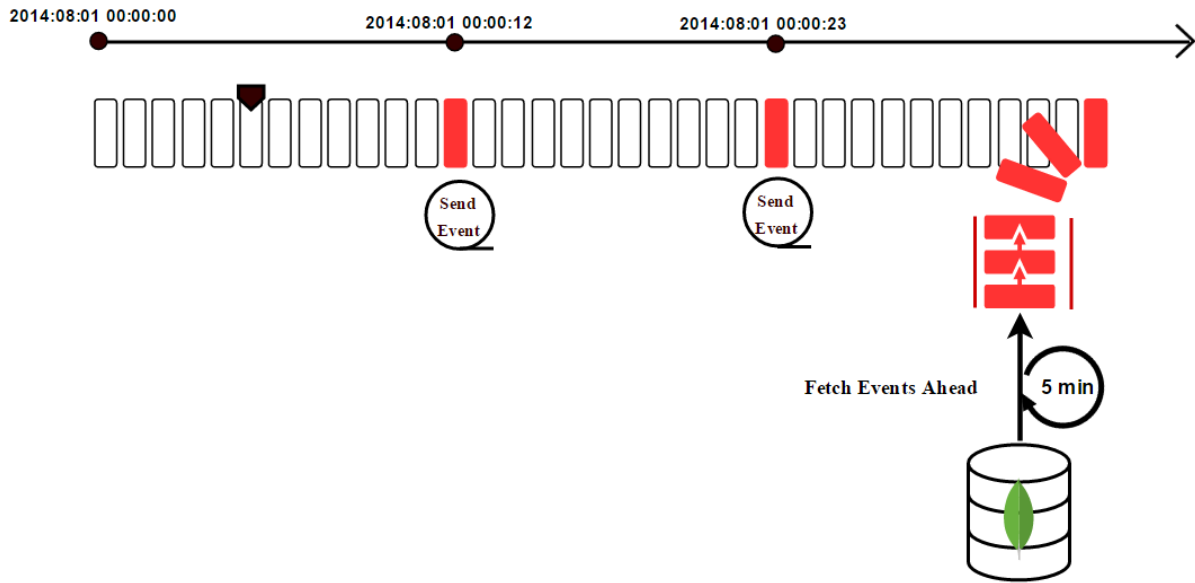 2014:08:01 00:00:00
2014:08:01 00:00:12
2014:08:01 00:00:23
Send
Event
Send
Event
Fetch Events Ahead
5 min